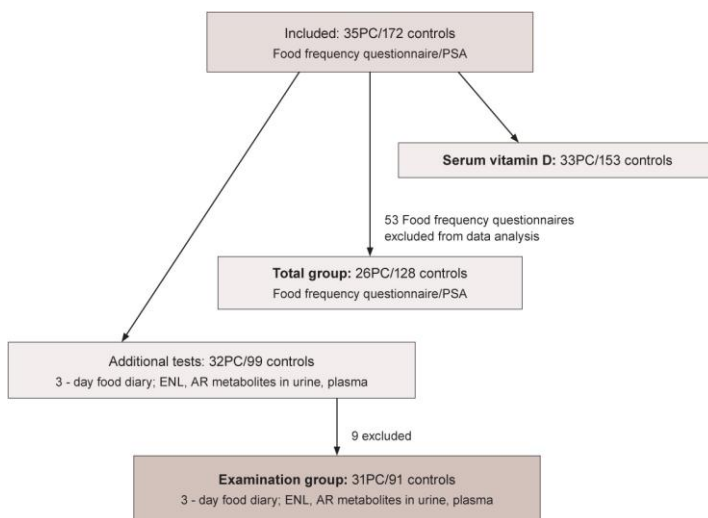 Included: 35PC/172 controls
Food frequency questionnaire/PSA
Serum vitamin D: 33PC/153 controls
53 Food frequency questionnaires
excluded from data analysis
Total group: 26PC/128 controls
Food frequency questionnaire/PSA
Additional tests: 32PC/99 controls
3 - day food diary; ENL, AR metabolites in urine, plasma
9 excluded
Examination group: 31PC/91 controls
3 - day food diary; ENL, AR metabolites in urine, plasma